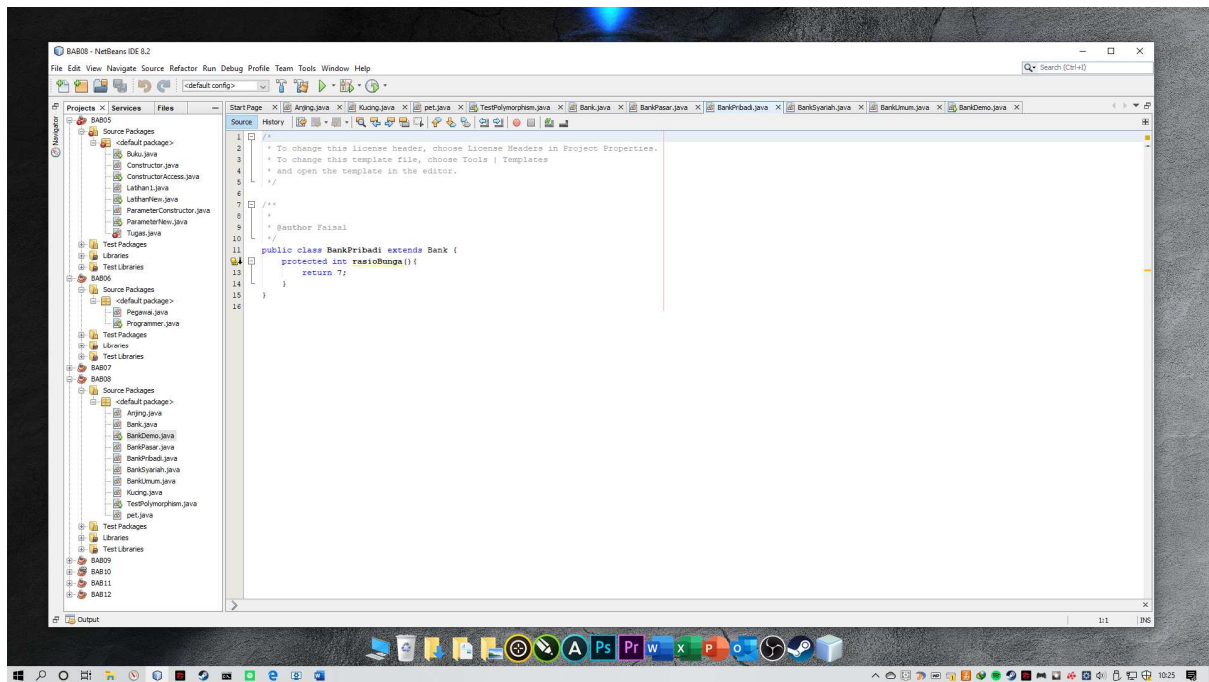 BAB08 - NetBeans IDE 8.2
File Edit View Navigate Source Refactor Run Debug Profile Team Tools Window Help
Search (Ctrl+I)
<default config>
Projects Services Files
Start Page Anjing.java Kucing.java pet.java TestPolymorphism.java Bank.java BankPasar.java BankPribadi.java BankSyariah.java BankUmum.java BankDemo.java
Navigator
Source History
BAB05
Source Packages
<default package>
Buku.java
Constructor.java
ConstructorAccess.java
Latihan1.java
LatihanNew.java
ParameterConstructor.java
ParameterNew.java
Tugas.java
Test Packages
Libraries
Test Libraries
BAB06
Source Packages
<default package>
Pegawai.java
Programmer.java
Test Packages
Libraries
Test Libraries
BAB07
BAB08
Source Packages
<default package>
Anjing.java
Bank.java
BankDemo.java
BankPasar.java
BankPribadi.java
BankSyariah.java
BankUmum.java
Kucing.java
TestPolymorphism.java
pet.java
Test Packages
Libraries
Test Libraries
BAB09
BAB10
BAB11
BAB12
1 /*
2 * To change this license header, choose License Headers in Project Properties.
3 * To change this template file, choose Tools | Templates
4 * and open the template in the editor.
5 */
6
7 /**
8 *
9 * @author Faisal
10 */
11 public class BankPribadi extends Bank {
protected int rasioBunga(){
13 return 7;
14 }
15 }
16
Output
1:1 INS
A Ps Pr W X P O
10:25